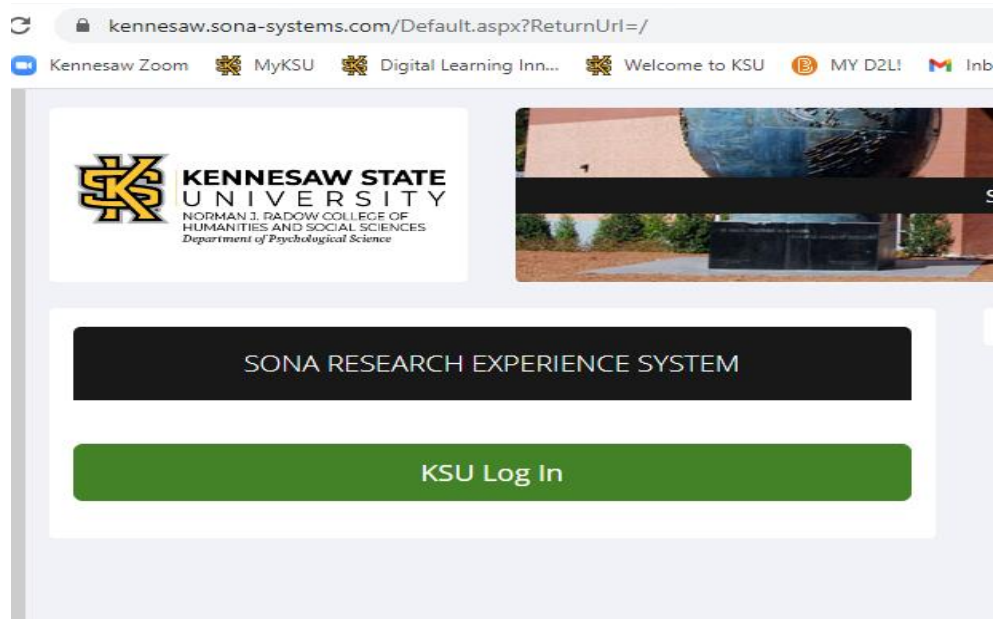 kennesaw.sona-systems.com/Default.aspx?ReturnUrl=/
Kennesaw Zoom MyKSU Digital Learning Inn... Welcome to KSU MY D2L! Inb
KENNESAW STATE
UNIVERSITY
NORMAN J. RADOW COLLEGE OF
HUMANITIES AND SOCIAL SCIENCES
Department of Psychological Science
S
SONA RESEARCH EXPERIENCE SYSTEM
KSU Log In